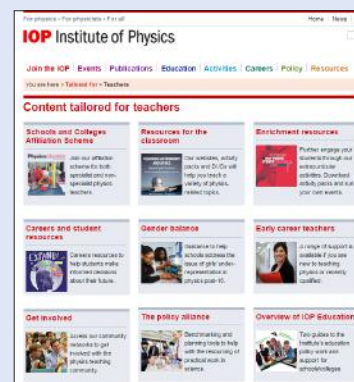 For physics • For physicists • For all
Home News
IOP Institute of Physics
Join the IOP Events Publications Education Activities Careers Policy Resources
You are here > Tailored for > Teachers
Content tailored for teachers
Schools and Colleges
Affiliation Scheme
Join our affiliation
scheme for both
specialist and non-
specialist physics
teachers.
Resources for the
classroom
Our websites, activity
packs and CD Ds will
help you teach a
variety of physics
related topics.
Enrichment resources
Further engage your
students through our
extracurricular
activities. Download
activity packs and run
your own events.
Careers and student
resources
Careers resources to
help students make
informed decisions
about their future.
Gender balance
Guidance to help
schools address the
issue of girls' under-
representation in
physics post-16.
Early career teachers
A range of support is
available if you are
new to teaching
physics or recently
qualified.
Get involved
Access our community
networks to get
involved with the
physics teaching
community.
The policy alliance
Benchmarking and
planning tools to help
with the resourcing of
practical work in
science.
Overview of IOP Education
Two guides to the
Institute's education
policy work and
support for
schools/colleges